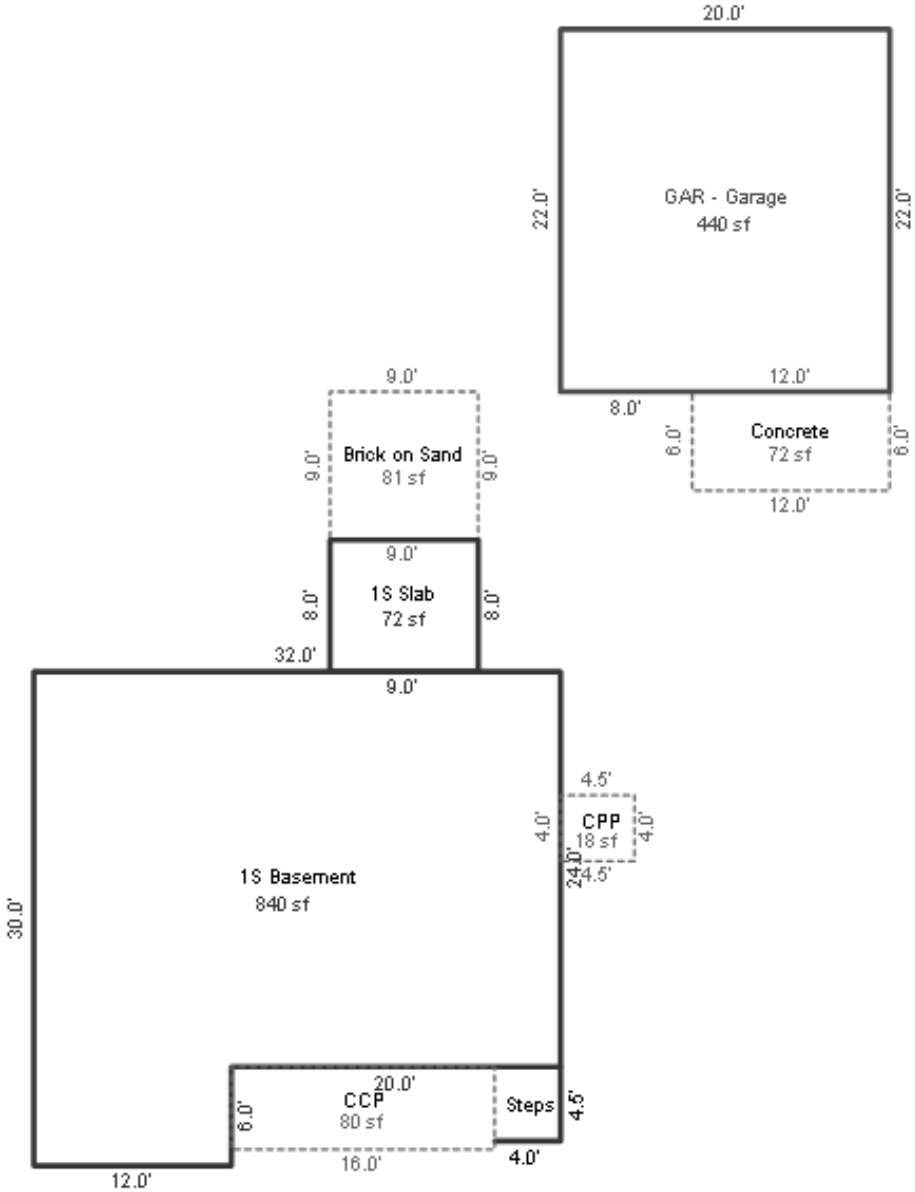 20.0'
22.0'
GAR - Garage
440 sf
22.0'
12.0'
8.0'
6.0'
Concrete
72 sf
6.0'
12.0'
9.0'
9.0'
Brick on Sand
81 sf
9.0'
9.0'
8.0'
1S Slab
72 sf
8.0'
32.0'
9.0'
4.5'
4.0'
CPP
18 sf
4.0'
24.0'
4.5'
1S Basement
840 sf
30.0'
20.0'
6.0'
CCP
80 sf
Steps
4.5'
16.0'
4.0'
12.0'